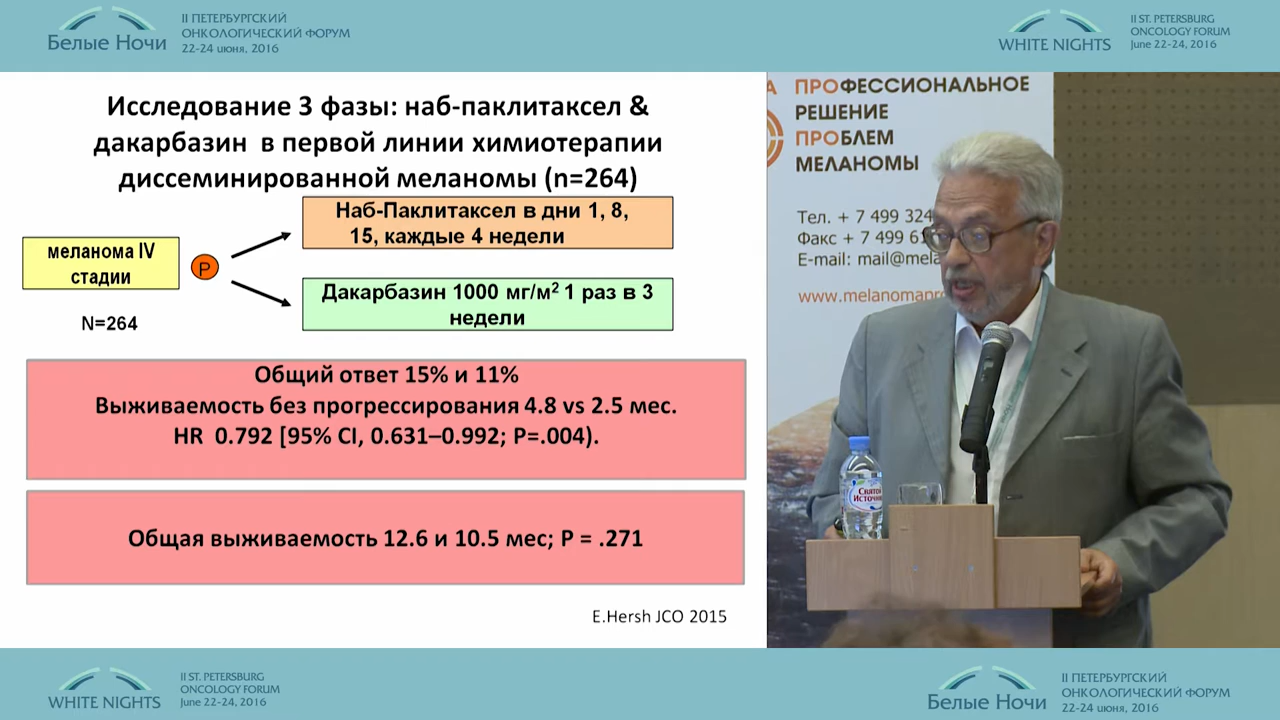 Белые Ночи
II ПЕТЕРБУРГСКИЙ
ОНКОЛОГИЧЕСКИЙ ФОРУМ
22-24 июня, 2016
WHITE NIGHTS
II ST. PETERSBURG
ONCOLOGY FORUM
June 22-24, 2016
Исследование 3 фазы: наб-паклитаксел &
дакарбазин в первой линии химиотерапии
диссеминированной меланомы (n=264)
меланома IV
стадии
N=264
Р
Наб-Паклитаксел в дни 1, 8,
15, каждые 4 недели
Дакарбазин 1000 мг/м² 1 раз в 3
недели
Общий ответ 15% и 11%
Выживаемость без прогрессирования 4.8 vs 2.5 мес.
HR 0.792 [95% CI, 0.631–0.992; P=.004).
Общая выживаемость 12.6 и 10.5 мес; P = .271
E.Hersh JCO 2015
ПРОФЕССИОНАЛЬНОЕ
РЕШЕНИЕ
ПРОБЛЕМ
МЕЛАНОМЫ
Тел. + 7 499 324
Факс + 7 499
E-mail:
Святой
Источник
WHITE NIGHTS
II ST. PETERSBURG
ONCOLOGY FORUM
June 22-24, 2016
Белые Ночи
II ПЕТЕРБУРГСКИЙ
ОНКОЛОГИЧЕСКИЙ ФОРУМ
22-24 июня, 2016